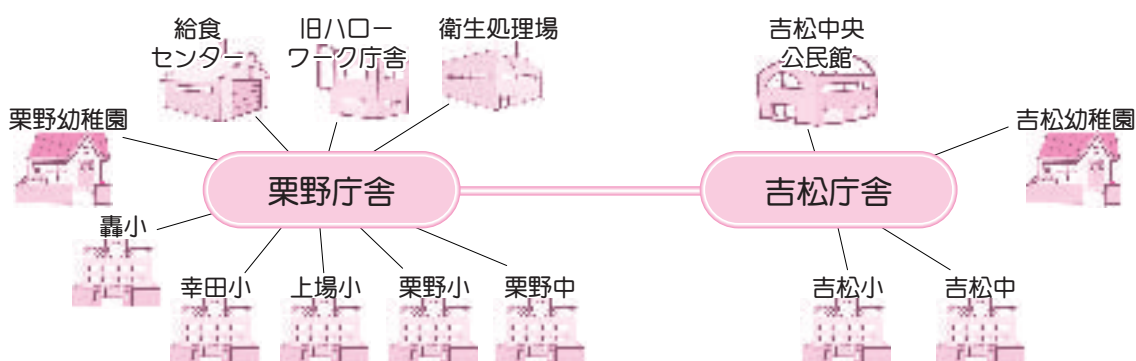 給食
センター
旧ハロー
ワーク庁舎
衛生処理場
吉松中央
公民館
栗野幼稚園
吉松幼稚園
栗野庁舎
吉松庁舎
轟小
幸田小
上場小
栗野小
栗野中
吉松小
吉松中